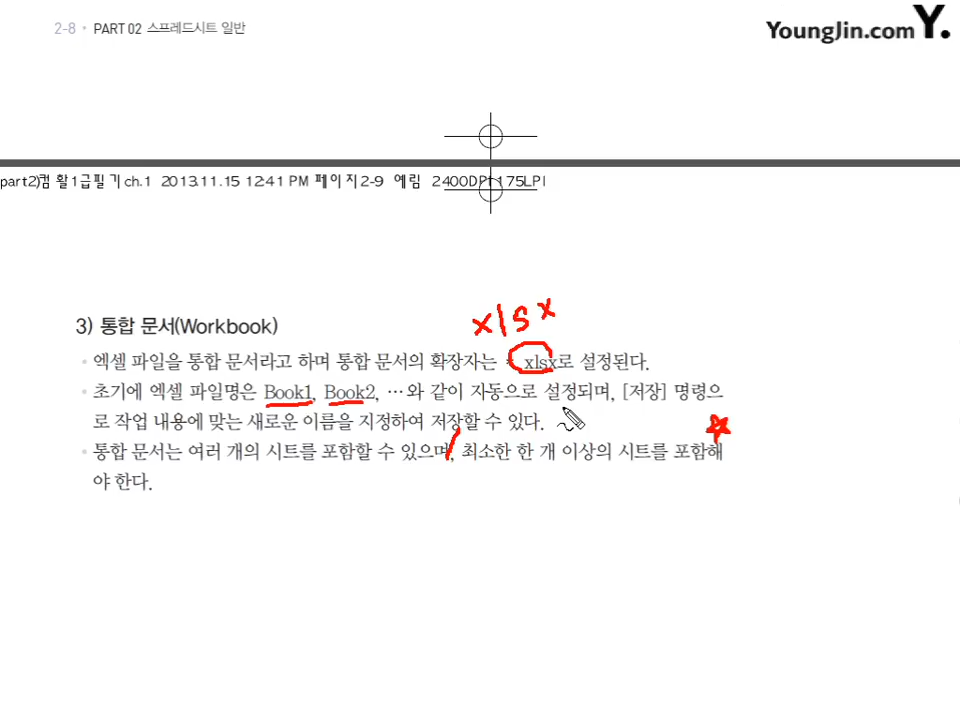 2-8 • PART 02 스프레드시트 일반
YoungJin.com Y.
part2)컴활1급필기ch.1 2013.11.15 12:41 PM 페이지2-9 예림 2400DPI 175LPI
xlsx
3) 통합 문서(Workbook)
• 엑셀 파일을 통합 문서라고 하며 통합 문서의 확장자는 *.xlsx로 설정된다.
• 초기에 엑셀 파일명은 Book1, Book2, …와 같이 자동으로 설정되며, [저장] 명령으
로 작업 내용에 맞는 새로운 이름을 지정하여 저장할 수 있다.
• 통합 문서는 여러 개의 시트를 포함할 수 있으며, 최소한 한 개 이상의 시트를 포함해
야 한다.